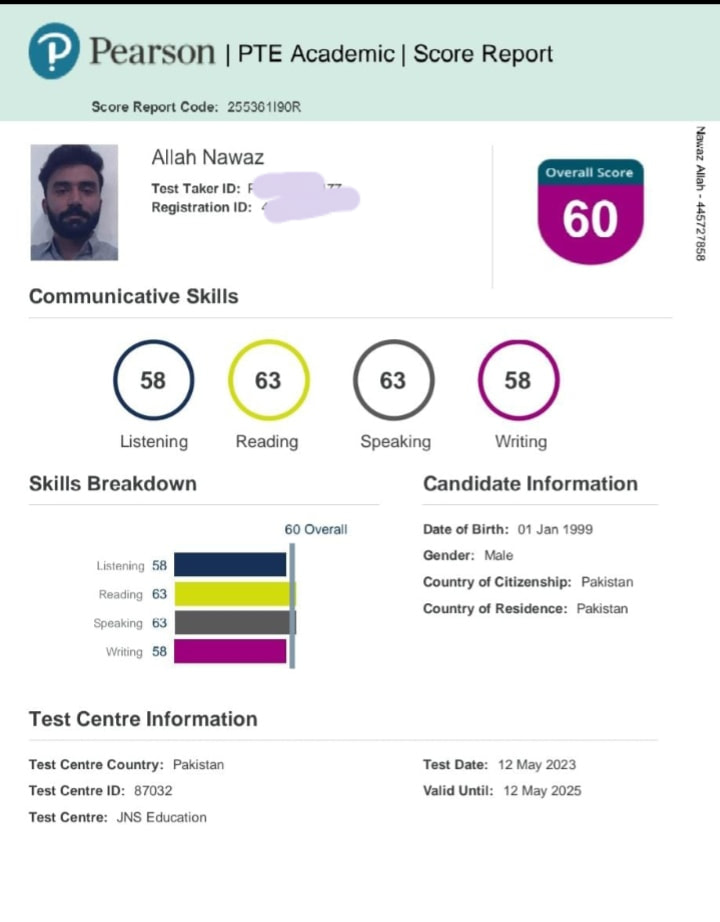 Pearson | PTE Academic | Score Report
Score Report Code: 255361I90R
Nawaz Allah - 445727858
Allah Nawaz
Test Taker ID:
Registration ID:
Overall Score
60
Communicative Skills
58 63 63 58
Listening Reading Speaking Writing
Skills Breakdown
60 Overall
Listening 58
Reading 63
Speaking 63
Writing 58
Candidate Information
Date of Birth: 01 Jan 1999
Gender: Male
Country of Citizenship: Pakistan
Country of Residence: Pakistan
Test Centre Information
Test Centre Country: Pakistan
Test Centre ID: 87032
Test Centre: JNS Education
Test Date: 12 May 2023
Valid Until: 12 May 2025